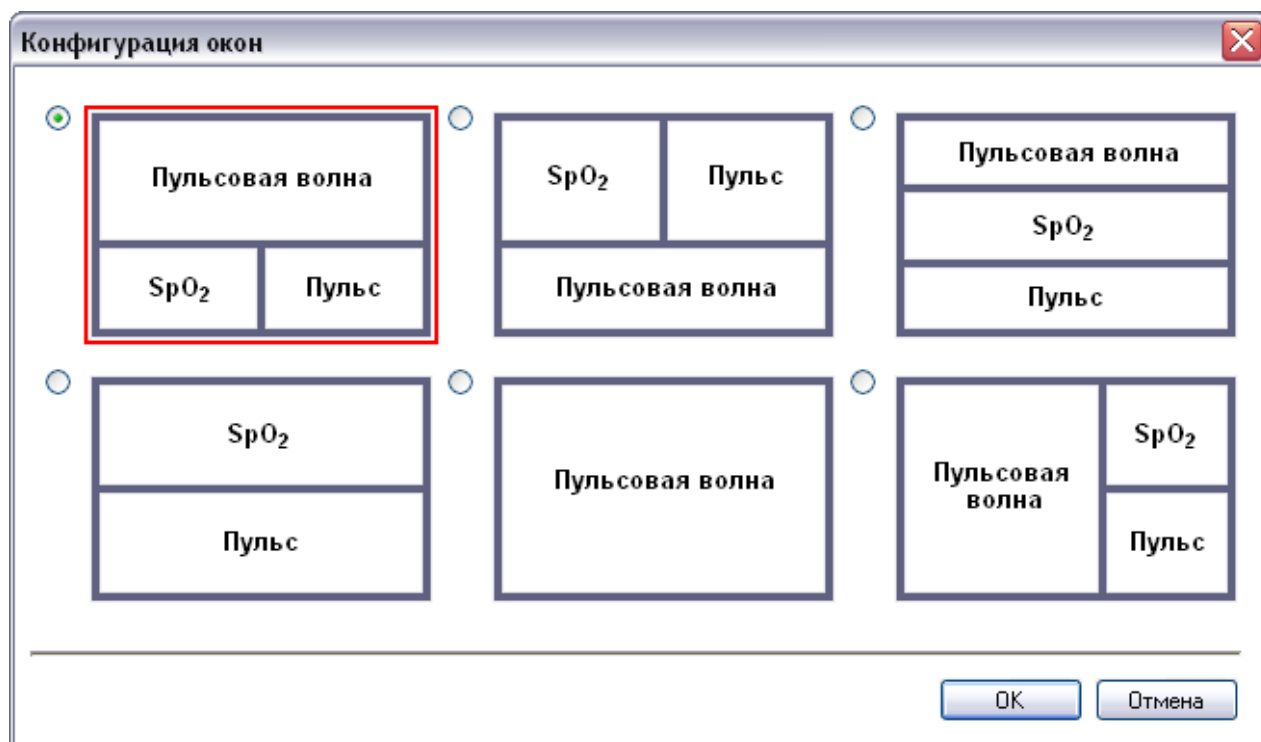 Конфигурация окон
Пульсовая волна
SpO₂ Пульс
SpO₂ Пульс
Пульсовая волна
Пульсовая волна
SpO₂
Пульс
SpO₂
Пульс
Пульсовая волна
Пульсовая
волна
SpO₂
Пульс
OK Отмена